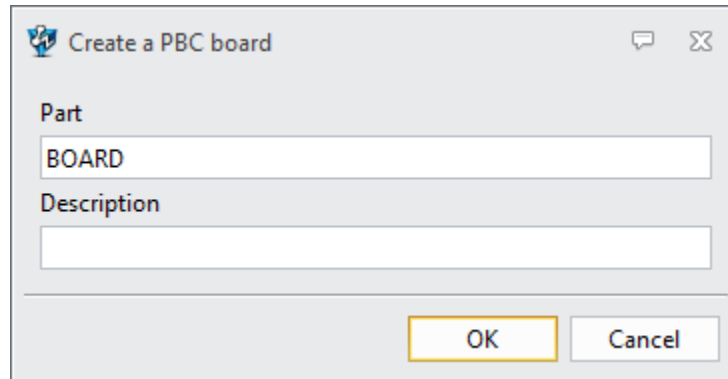 Create a PBC board
Part
BOARD
Description
OK Cancel